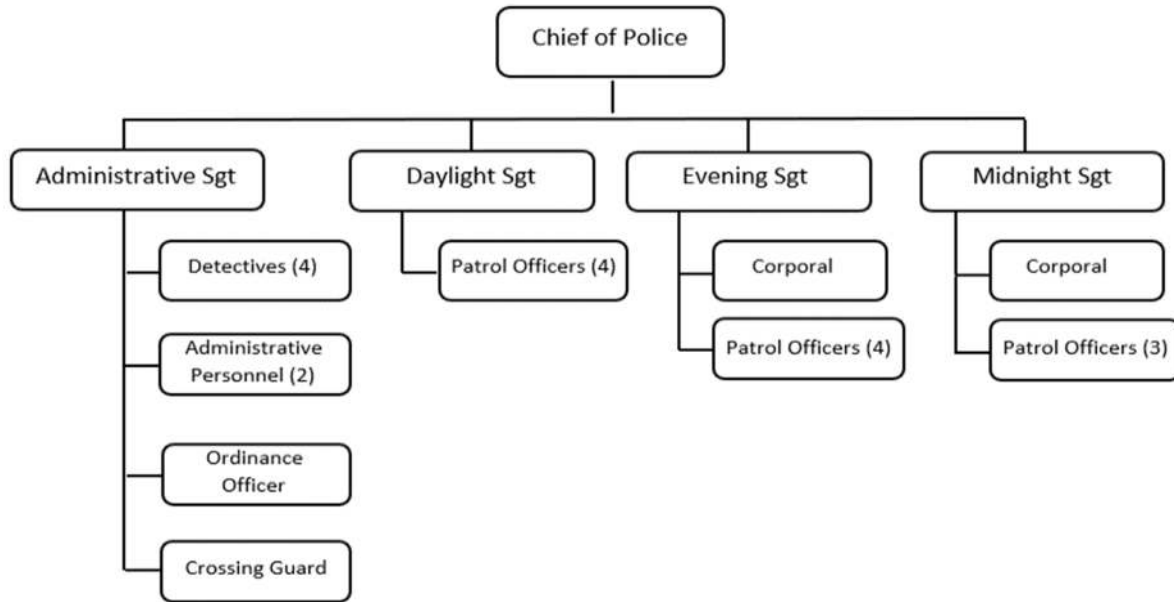 Chief of Police
Administrative Sgt
Daylight Sgt
Evening Sgt
Midnight Sgt
Detectives (4)
Administrative
Personnel (2)
Ordinance
Officer
Crossing Guard
Patrol Officers (4)
Corporal
Patrol Officers (4)
Corporal
Patrol Officers (3)